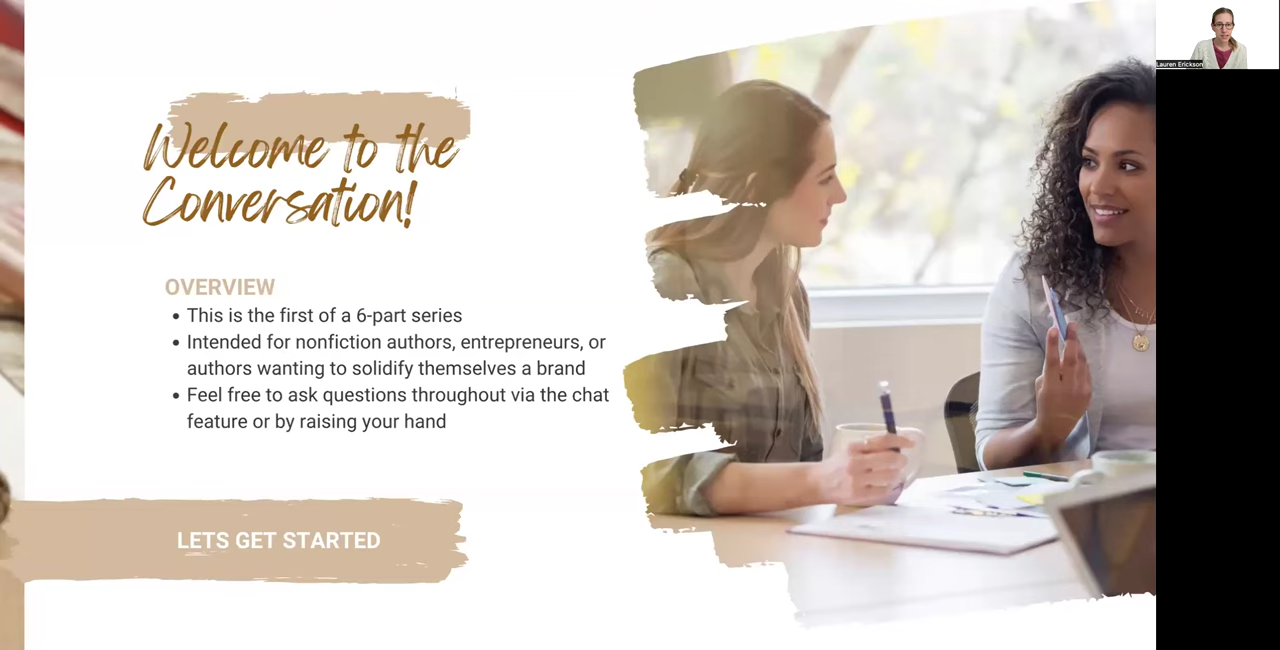 Welcome to the
Conversation!
OVERVIEW
• This is the first of a 6-part series
• Intended for nonfiction authors, entrepreneurs, or
authors wanting to solidify themselves a brand
• Feel free to ask questions throughout via the chat
feature or by raising your hand
LETS GET STARTED
Lauren Erickson